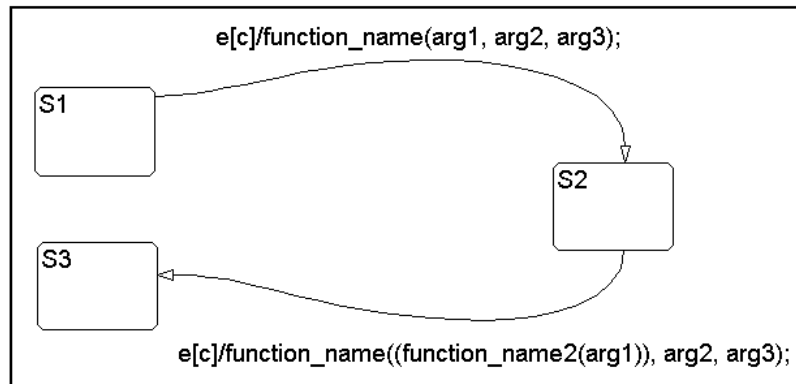 e[c]/function_name(arg1, arg2, arg3);
S1
S2
S3
e[c]/function_name((function_name2(arg1)), arg2, arg3);